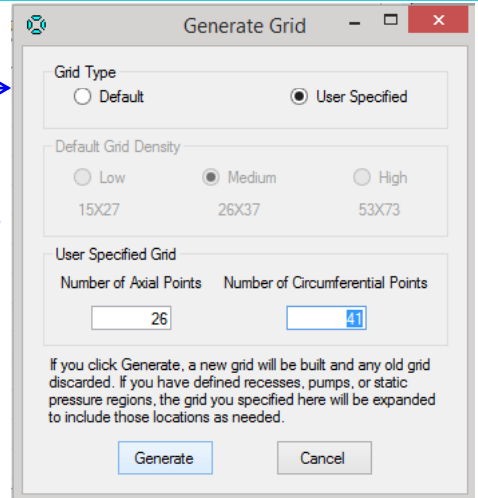 Generate Grid
Grid Type
Default User Specified
Default Grid Density
Low Medium High
15X27 26X37 53X73
User Specified Grid
Number of Axial Points Number of Circumferential Points
26 41
If you click Generate, a new grid will be built and any old grid
discarded. If you have defined recesses, pumps, or static
pressure regions, the grid you specified here will be expanded
to include those locations as needed.
Generate Cancel